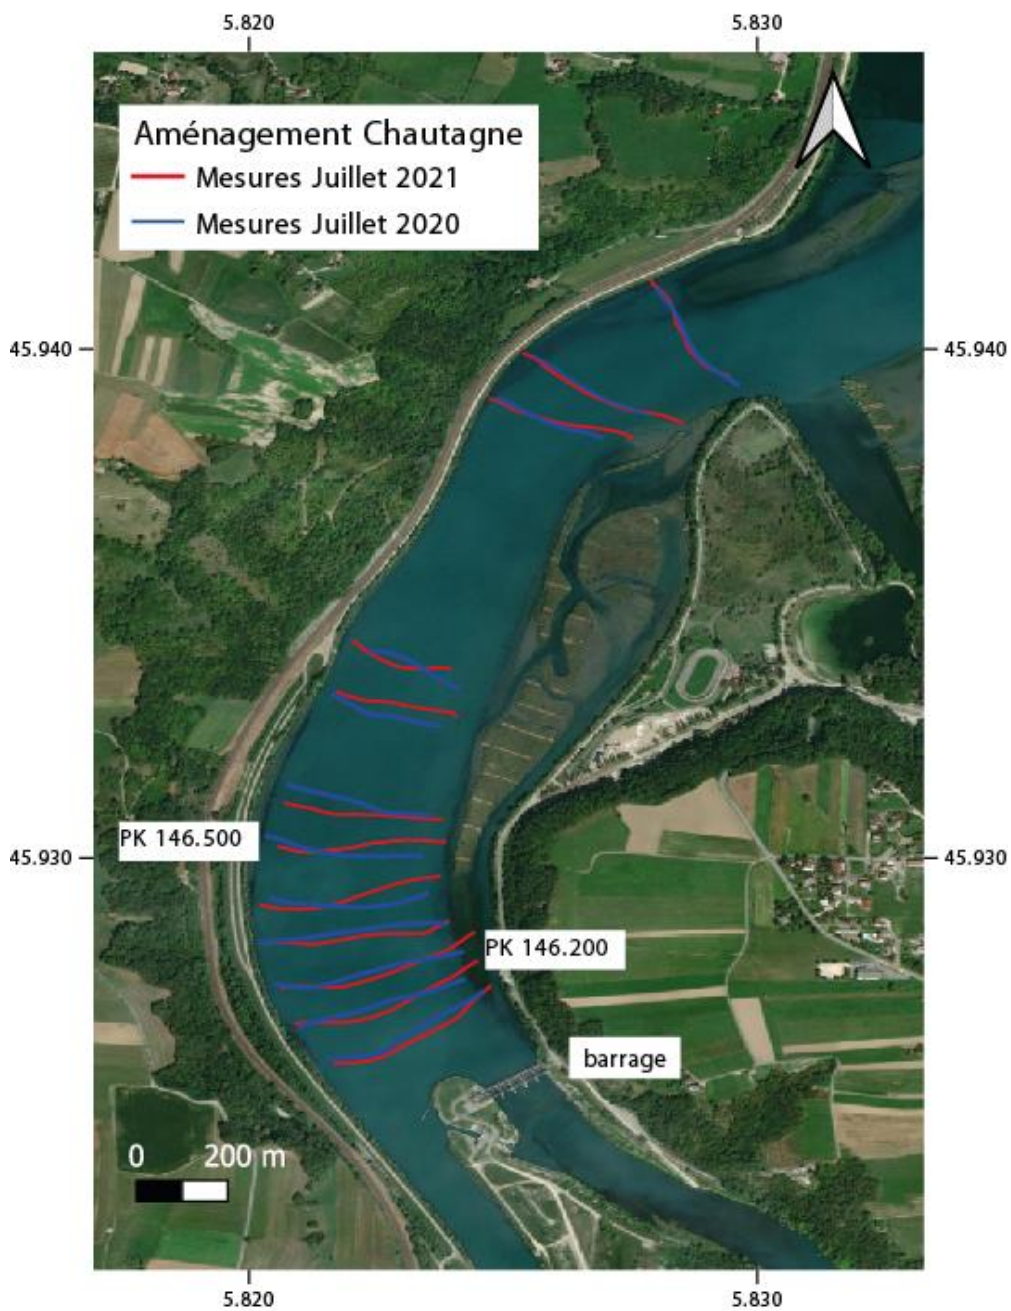 5.820 5.830
Aménagement Chautagne
Mesures Juillet 2021
Mesures Juillet 2020
45.940 45.940
PK 146.500
45.930 45.930
PK 146.200
barrage
0 200 m
5.820 5.830